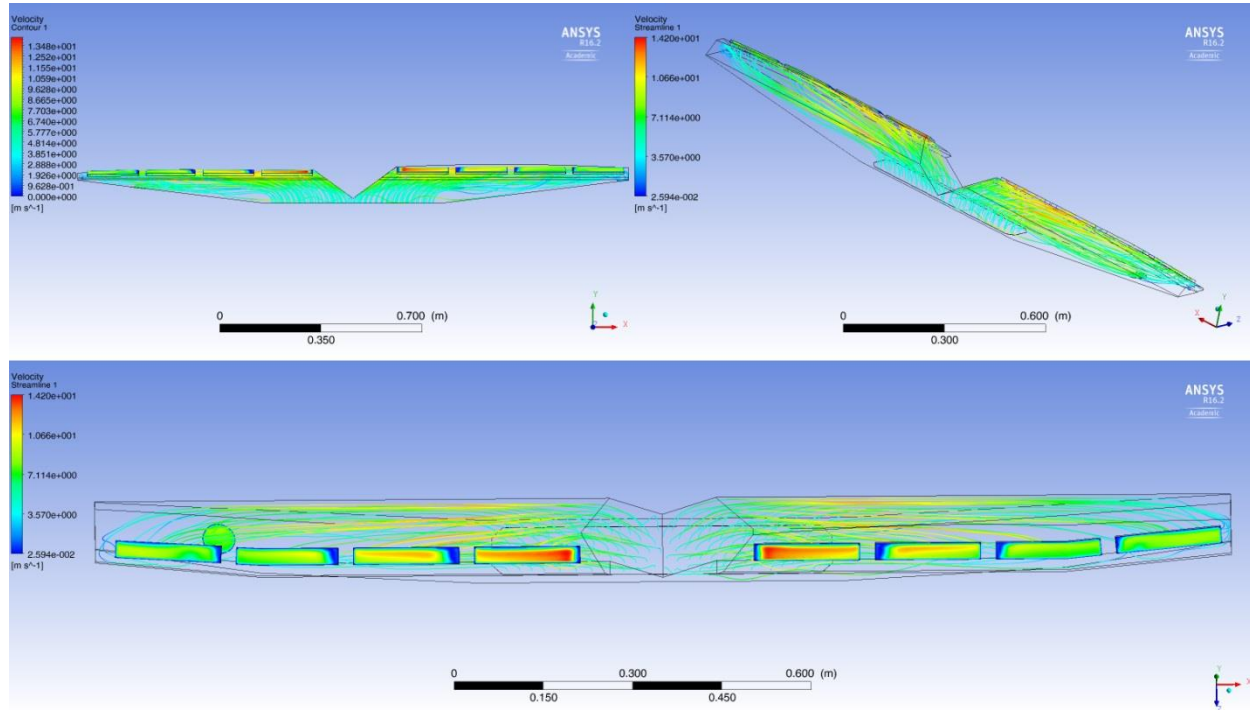 Velocity
Contour 1
1.348e+001
1.252e+001
1.155e+001
1.059e+001
9.628e+000
8.665e+000
7.703e+000
6.740e+000
5.777e+000
4.814e+000
3.851e+000
2.888e+000
1.926e+000
9.628e-001
0.000e+000
[m s^-1]
ANSYS
R16.2
Academic
0 0.700 (m)
0.350
Y
Z X
Velocity
Streamline 1
1.420e+001
1.066e+001
7.114e+000
3.570e+000
2.594e-002
[m s^-1]
ANSYS
R16.2
Academic
0 0.600 (m)
0.300
Y
X Z
Velocity
Streamline 1
1.420e+001
1.066e+001
7.114e+000
3.570e+000
2.594e-002
[m s^-1]
ANSYS
R16.2
Academic
0 0.300 0.600 (m)
0.150 0.450
Y
X
Z